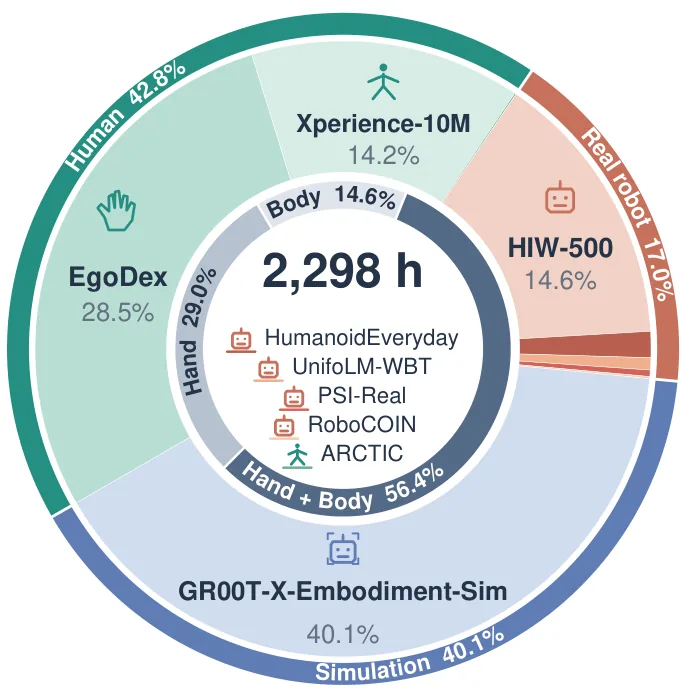 Human 42.8%
Xperience-10M
14.2%
Real robot 17.0%
HIW-500
14.6%
EgoDex
28.5%
Body 14.6%
Hand 29.0%
2,298 h
HumanoidEveryday
UnifoLM-WBT
PSI-Real
RoboCOIN
ARCTIC
Hand + Body 56.4%
GR00T-X-Embodiment-Sim
40.1%
Simulation 40.1%